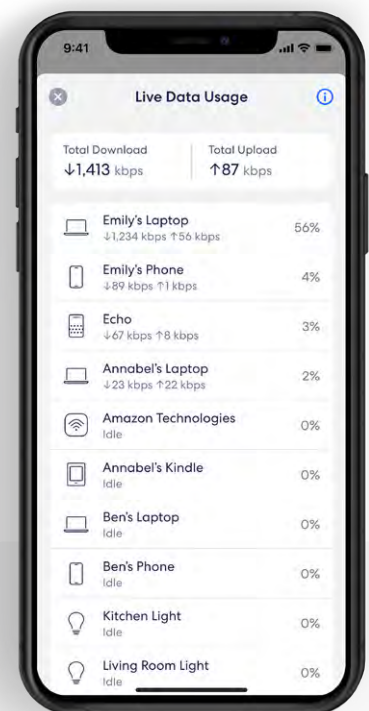 9:41
Live Data Usage
Total Download
↓1,413 kbps
Total Upload
↑87 kbps
Emily's Laptop
↓1,234 kbps ↑56 kbps
56%
Emily's Phone
↓89 kbps ↑1 kbps
4%
Echo
↓67 kbps ↑8 kbps
3%
Annabel's Laptop
↓23 kbps ↑22 kbps
2%
Amazon Technologies
Idle
0%
Annabel's Kindle
Idle
0%
Ben's Laptop
Idle
0%
Ben's Phone
Idle
0%
Kitchen Light
Idle
0%
Living Room Light
Idle
0%